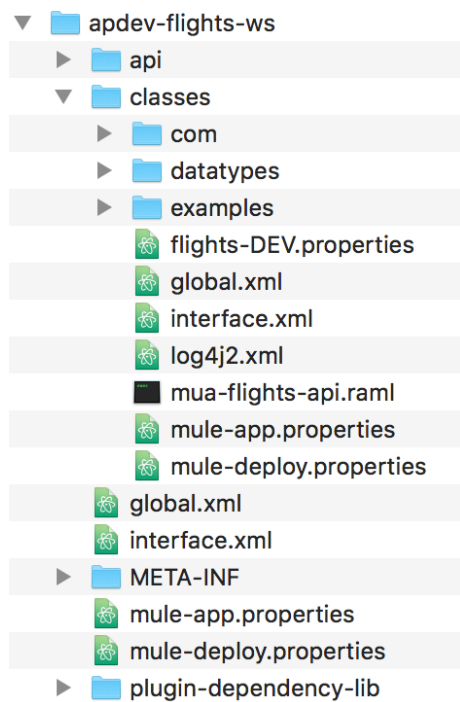 apdev-flights-ws
api
classes
com
datatypes
examples
flights-DEV.properties
global.xml
interface.xml
log4j2.xml
mua-flights-api.raml
mule-app.properties
mule-deploy.properties
global.xml
interface.xml
META-INF
mule-app.properties
mule-deploy.properties
plugin-dependency-lib